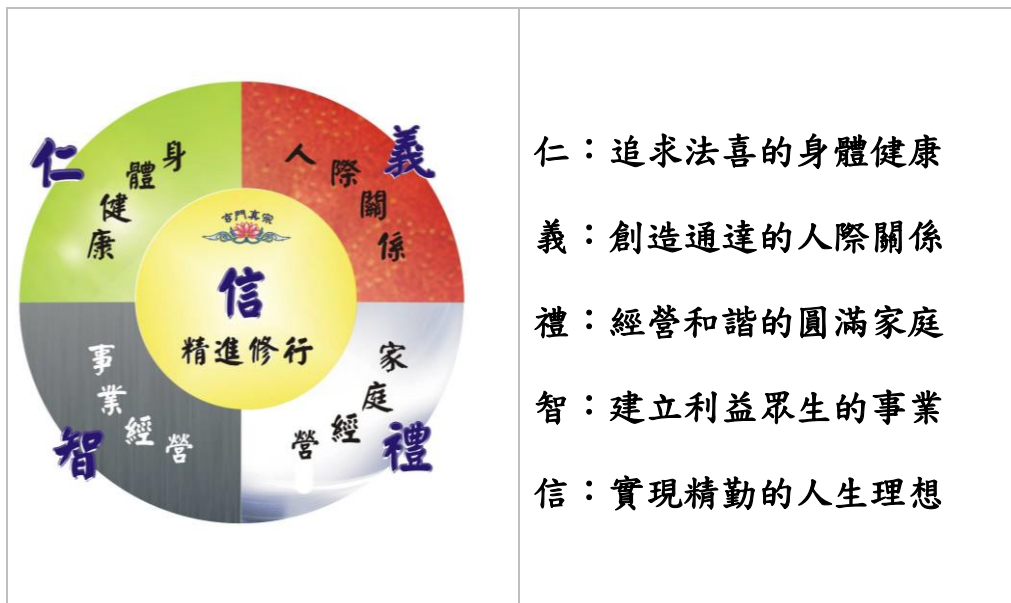 仁
身體健康
義
人際關係
言門真宗
信
精進修行
智
事業經營
禮
家庭經營
仁：追求法喜的身體健康
義：創造通達的人際關係
禮：經營和諧的圓滿家庭
智：建立利益眾生的事業
信：實現精勤的人生理想